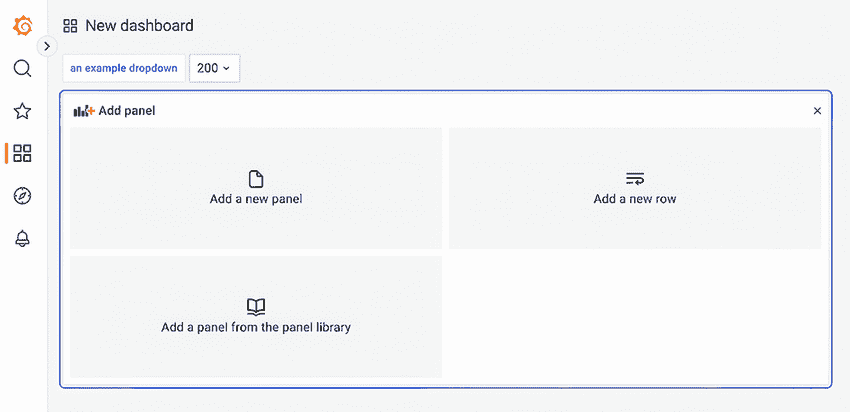 New dashboard
an example dropdown 200
Add panel
Add a new panel
Add a new row
Add a panel from the panel library